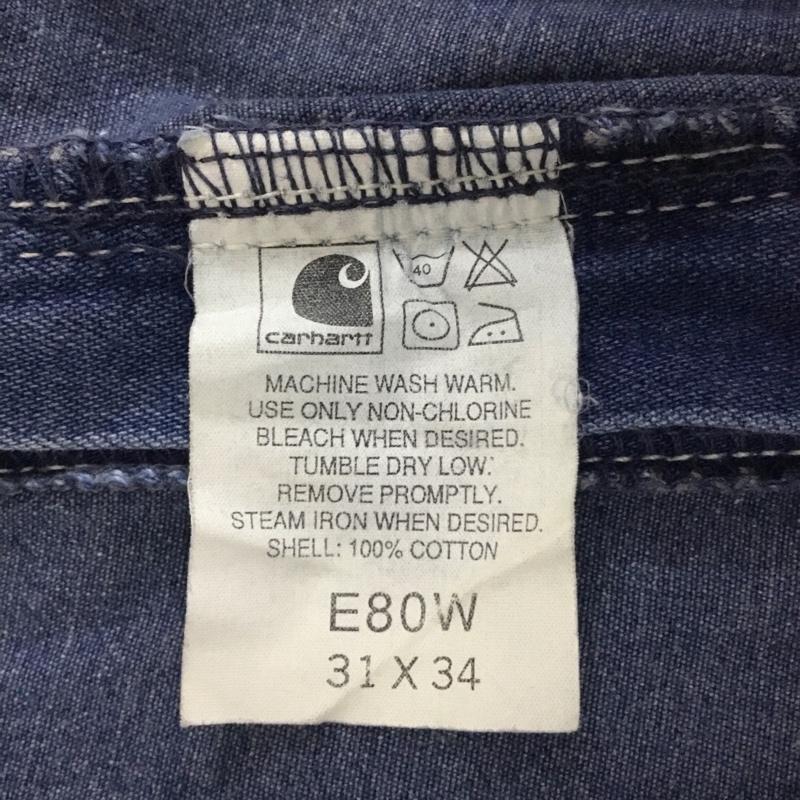 40
carhartt
MACHINE WASH WARM.
USE ONLY NON-CHLORINE
BLEACH WHEN DESIRED.
TUMBLE DRY LOW.
REMOVE PROMPTLY.
STEAM IRON WHEN DESIRED.
SHELL: 100% COTTON
E80W
31 X 34